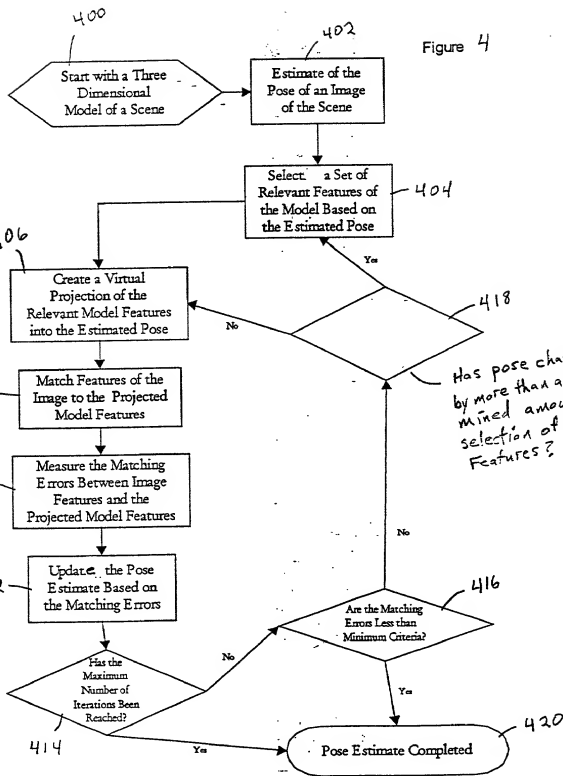 400
402
Figure 4
Start with a Three
Dimensional
Model of a Scene
Estimate of the
Pose of an Image
of the Scene
Select a Set of
Relevant Features of
the Model Based on
the Estimated Pose
404
06
Create a Virtual
Projection of the
Relevant Model Features
into the Estimated Pose
Yes
No
418
Has pose cha
by more than a
mined amou
selection of
Features?
Match Features of the
Image to the Projected
Model Features
Measure the Matching
Errors Between Image
Features and the
Projected Model Features
No
Update the Pose
Estimate Based on
the Matching Errors
2
416
Are the Matching
Errors Less than
Minimum Criteria?
No
Has the
Maximum
Number of
Iterations Been
Reached?
414
Yes
Yes
420
Pose Estimate Completed